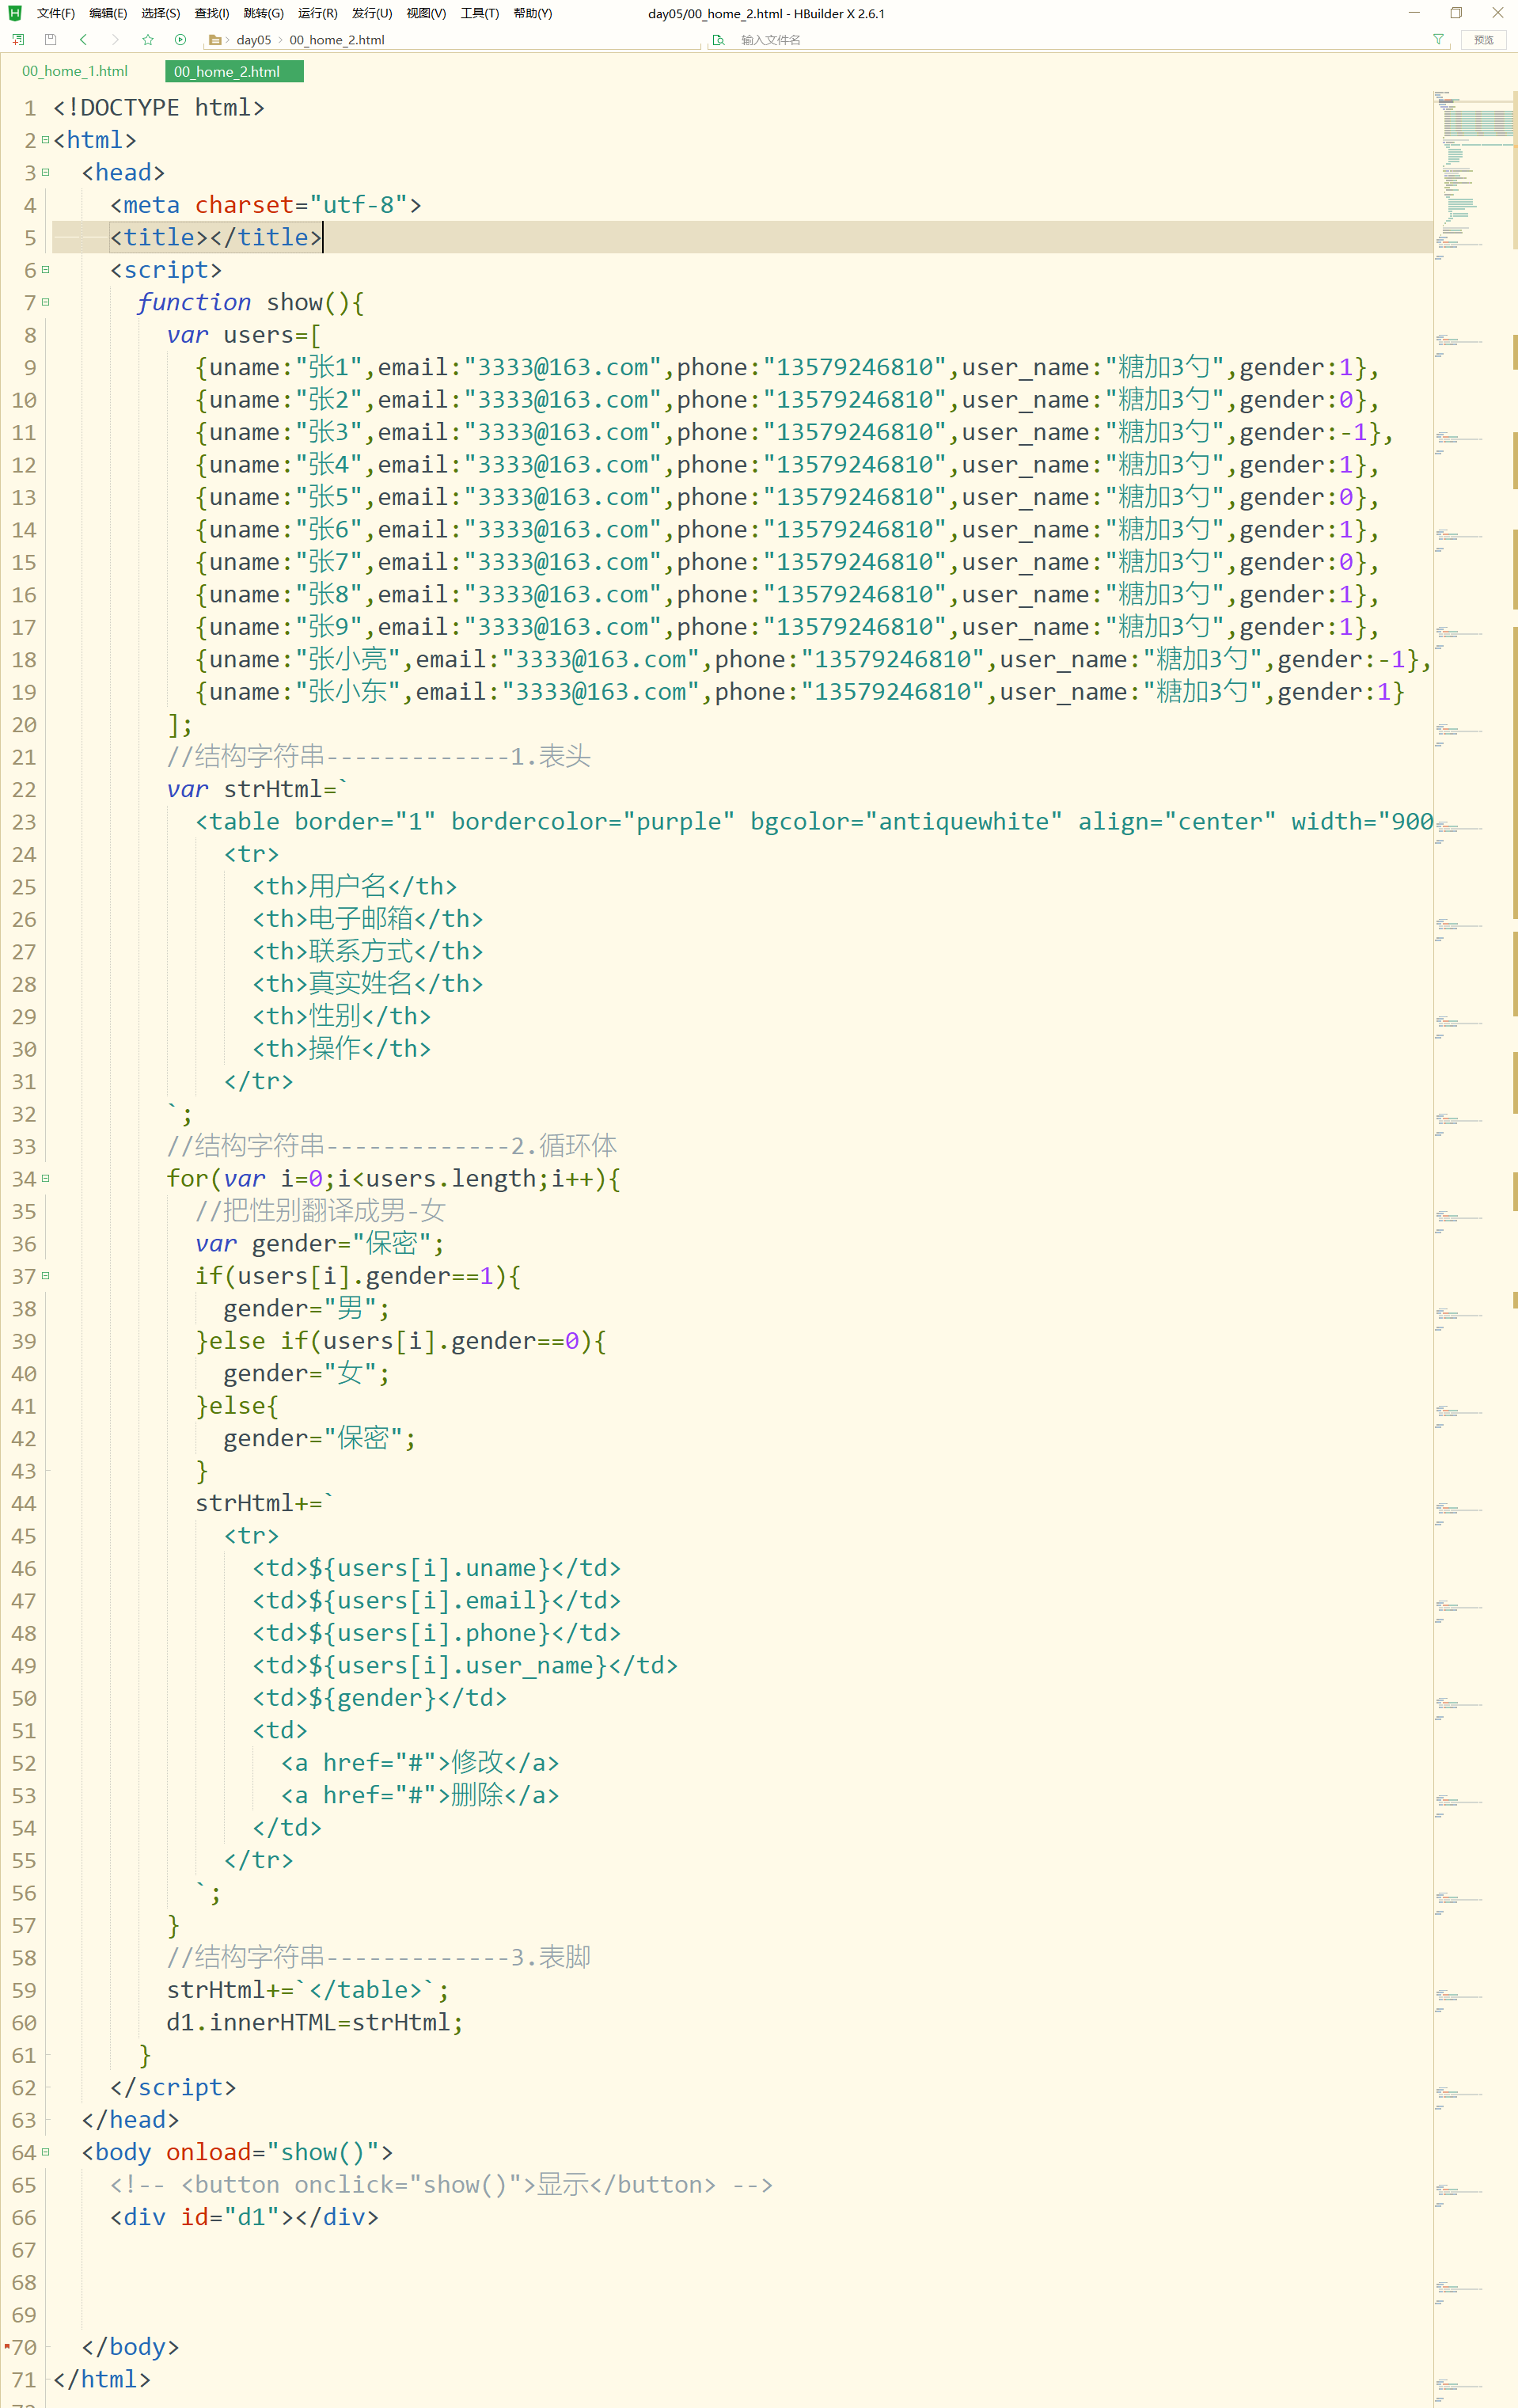 文件(F) 编辑(E) 选择(S) 查找(I) 跳转(G) 运行(R) 发行(U) 视图(V) 工具(T) 帮助(Y) day05/00_home_2.html - HBuilder X 2.6.1
day05 00_home_2.html 输入文件名 预览
00_home_1.html 00_home_2.html
1 <!DOCTYPE html>
2 <html>
3 <head>
4 <meta charset="utf-8">
5 <title></title>
6 <script>
7 function show(){
8 var users=[
9 {uname:"张1",email:"3333@163.com",phone:"13579246810",user_name:"糖加3勺",gender:1},
10 {uname:"张2",email:"3333@163.com",phone:"13579246810",user_name:"糖加3勺",gender:0},
11 {uname:"张3",email:"3333@163.com",phone:"13579246810",user_name:"糖加3勺",gender:-1},
12 {uname:"张4",email:"3333@163.com",phone:"13579246810",user_name:"糖加3勺",gender:1},
13 {uname:"张5",email:"3333@163.com",phone:"13579246810",user_name:"糖加3勺",gender:0},
14 {uname:"张6",email:"3333@163.com",phone:"13579246810",user_name:"糖加3勺",gender:1},
15 {uname:"张7",email:"3333@163.com",phone:"13579246810",user_name:"糖加3勺",gender:0},
16 {uname:"张8",email:"3333@163.com",phone:"13579246810",user_name:"糖加3勺",gender:1},
17 {uname:"张9",email:"3333@163.com",phone:"13579246810",user_name:"糖加3勺",gender:1},
18 {uname:"张小亮",email:"3333@163.com",phone:"13579246810",user_name:"糖加3勺",gender:-1},
19 {uname:"张小东",email:"3333@163.com",phone:"13579246810",user_name:"糖加3勺",gender:1}
20 ];
21 //结构字符串-------------1.表头
22 var strHtml=`
23 <table border="1" bordercolor="purple" bgcolor="antiquewhite" align="center" width="900
24 <tr>
25 <th>用户名</th>
26 <th>电子邮箱</th>
27 <th>联系方式</th>
28 <th>真实姓名</th>
29 <th>性别</th>
30 <th>操作</th>
31 </tr>
32 `;
33 //结构字符串-------------2.循环体
34 for(var i=0;i<users.length;i++){
35 //把性别翻译成男-女
36 var gender="保密";
37 if(users[i].gender==1){
38 gender="男";
39 }else if(users[i].gender==0){
40 gender="女";
41 }else{
42 gender="保密";
43 }
44 strHtml+=`
45 <tr>
46 <td>${users[i].uname}</td>
47 <td>${users[i].email}</td>
48 <td>${users[i].phone}</td>
49 <td>${users[i].user_name}</td>
50 <td>${gender}</td>
51 <td>
52 <a href="#">修改</a>
53 <a href="#">删除</a>
54 </td>
55 </tr>
56 `;
57 }
58 //结构字符串-------------3.表脚
59 strHtml+=`</table>`;
60 d1.innerHTML=strHtml;
61 }
62 </script>
63 </head>
64 <body onload="show()">
65 <!-- <button onclick="show()">显示</button> -->
66 <div id="d1"></div>
67
68
69
70 </body>
71 </html>